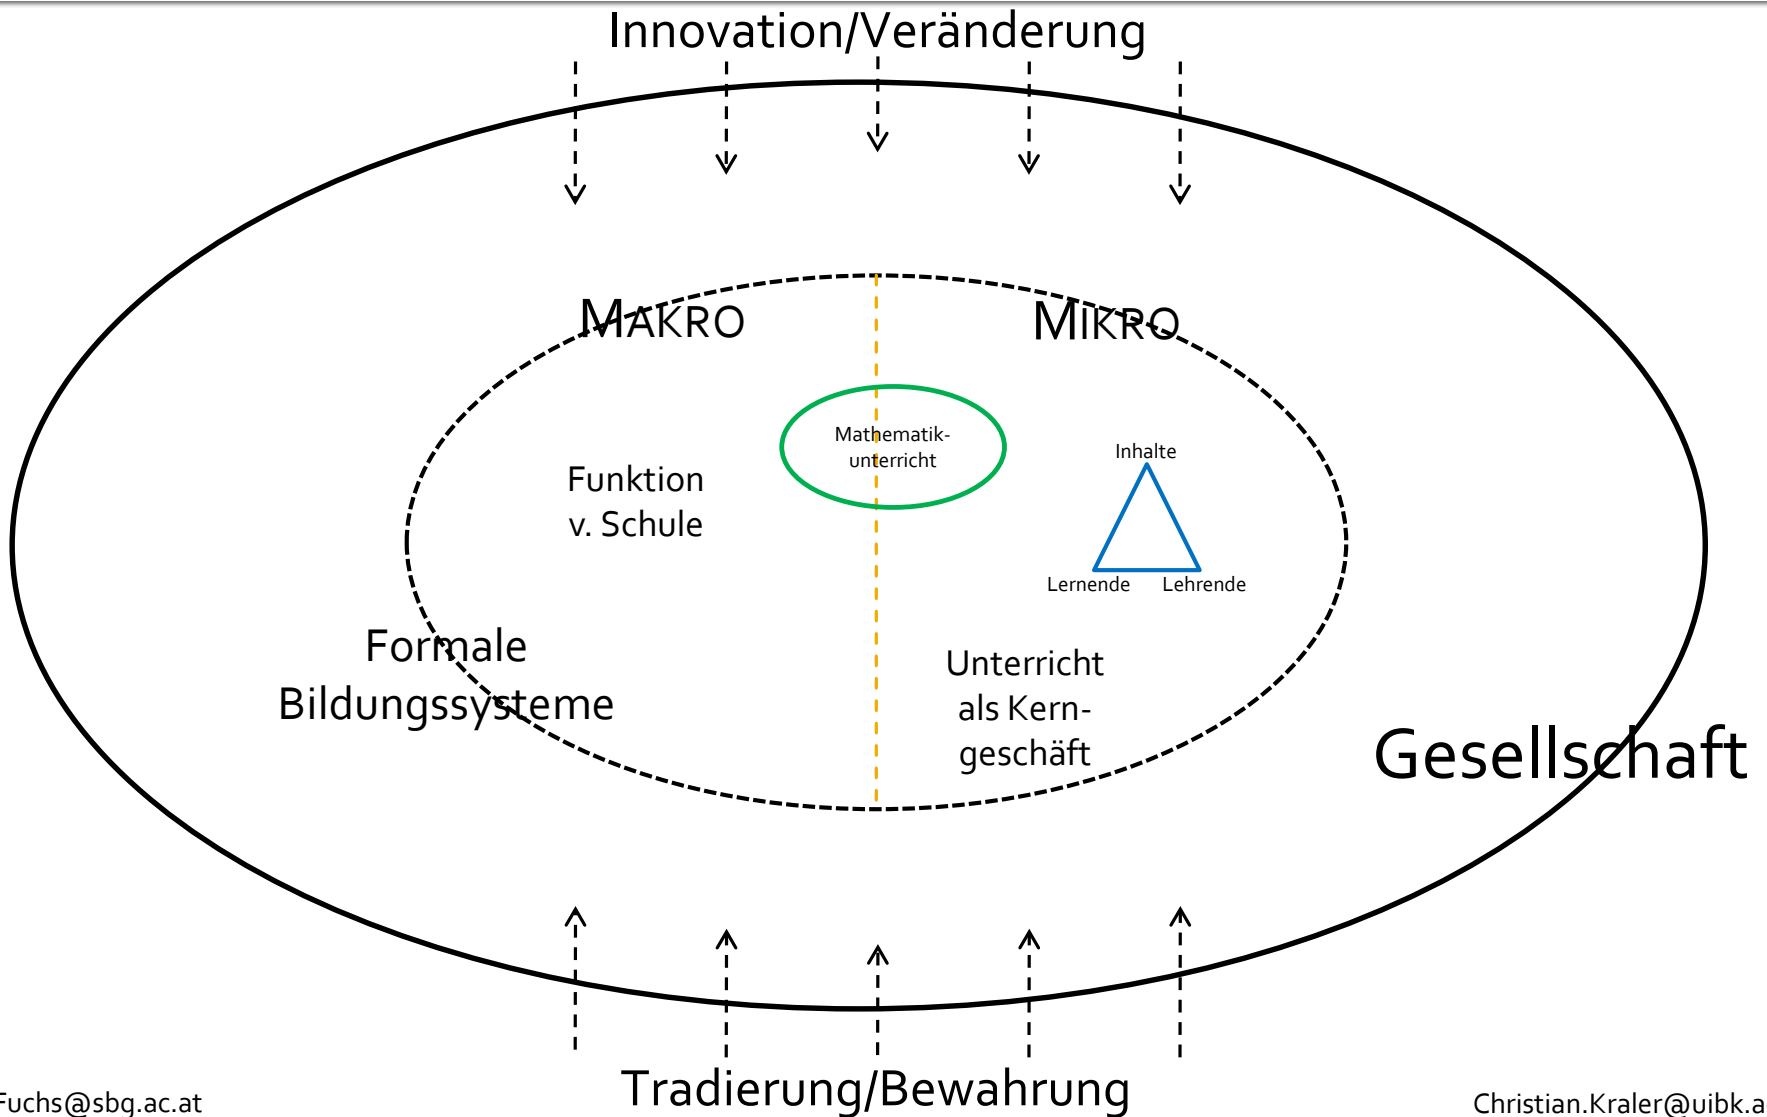 Innovation/Veränderung
MAKRO
MIKRO
Mathematik-
unterricht
Inhalte
Funktion
v. Schule
Lernende Lehrende
Formale
Bildungssysteme
Unterricht
als Kern-
geschäft
Gesellschaft
Tradierung/Bewahrung
Fuchs@sbg.ac.at
Christian.Kraler@uibk.a